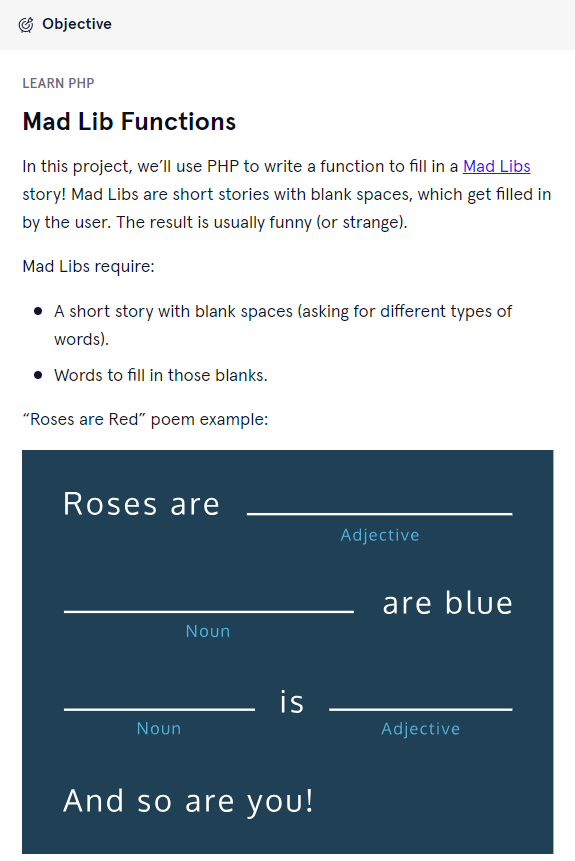 Objective
LEARN PHP
Mad Lib Functions
In this project, we’ll use PHP to write a function to fill in a Mad Libs
story! Mad Libs are short stories with blank spaces, which get filled in
by the user. The result is usually funny (or strange).
Mad Libs require:
A short story with blank spaces (asking for different types of
words).
Words to fill in those blanks.
“Roses are Red” poem example:
Roses are
Adjective
are blue
Noun
is
Noun Adjective
And so are you!